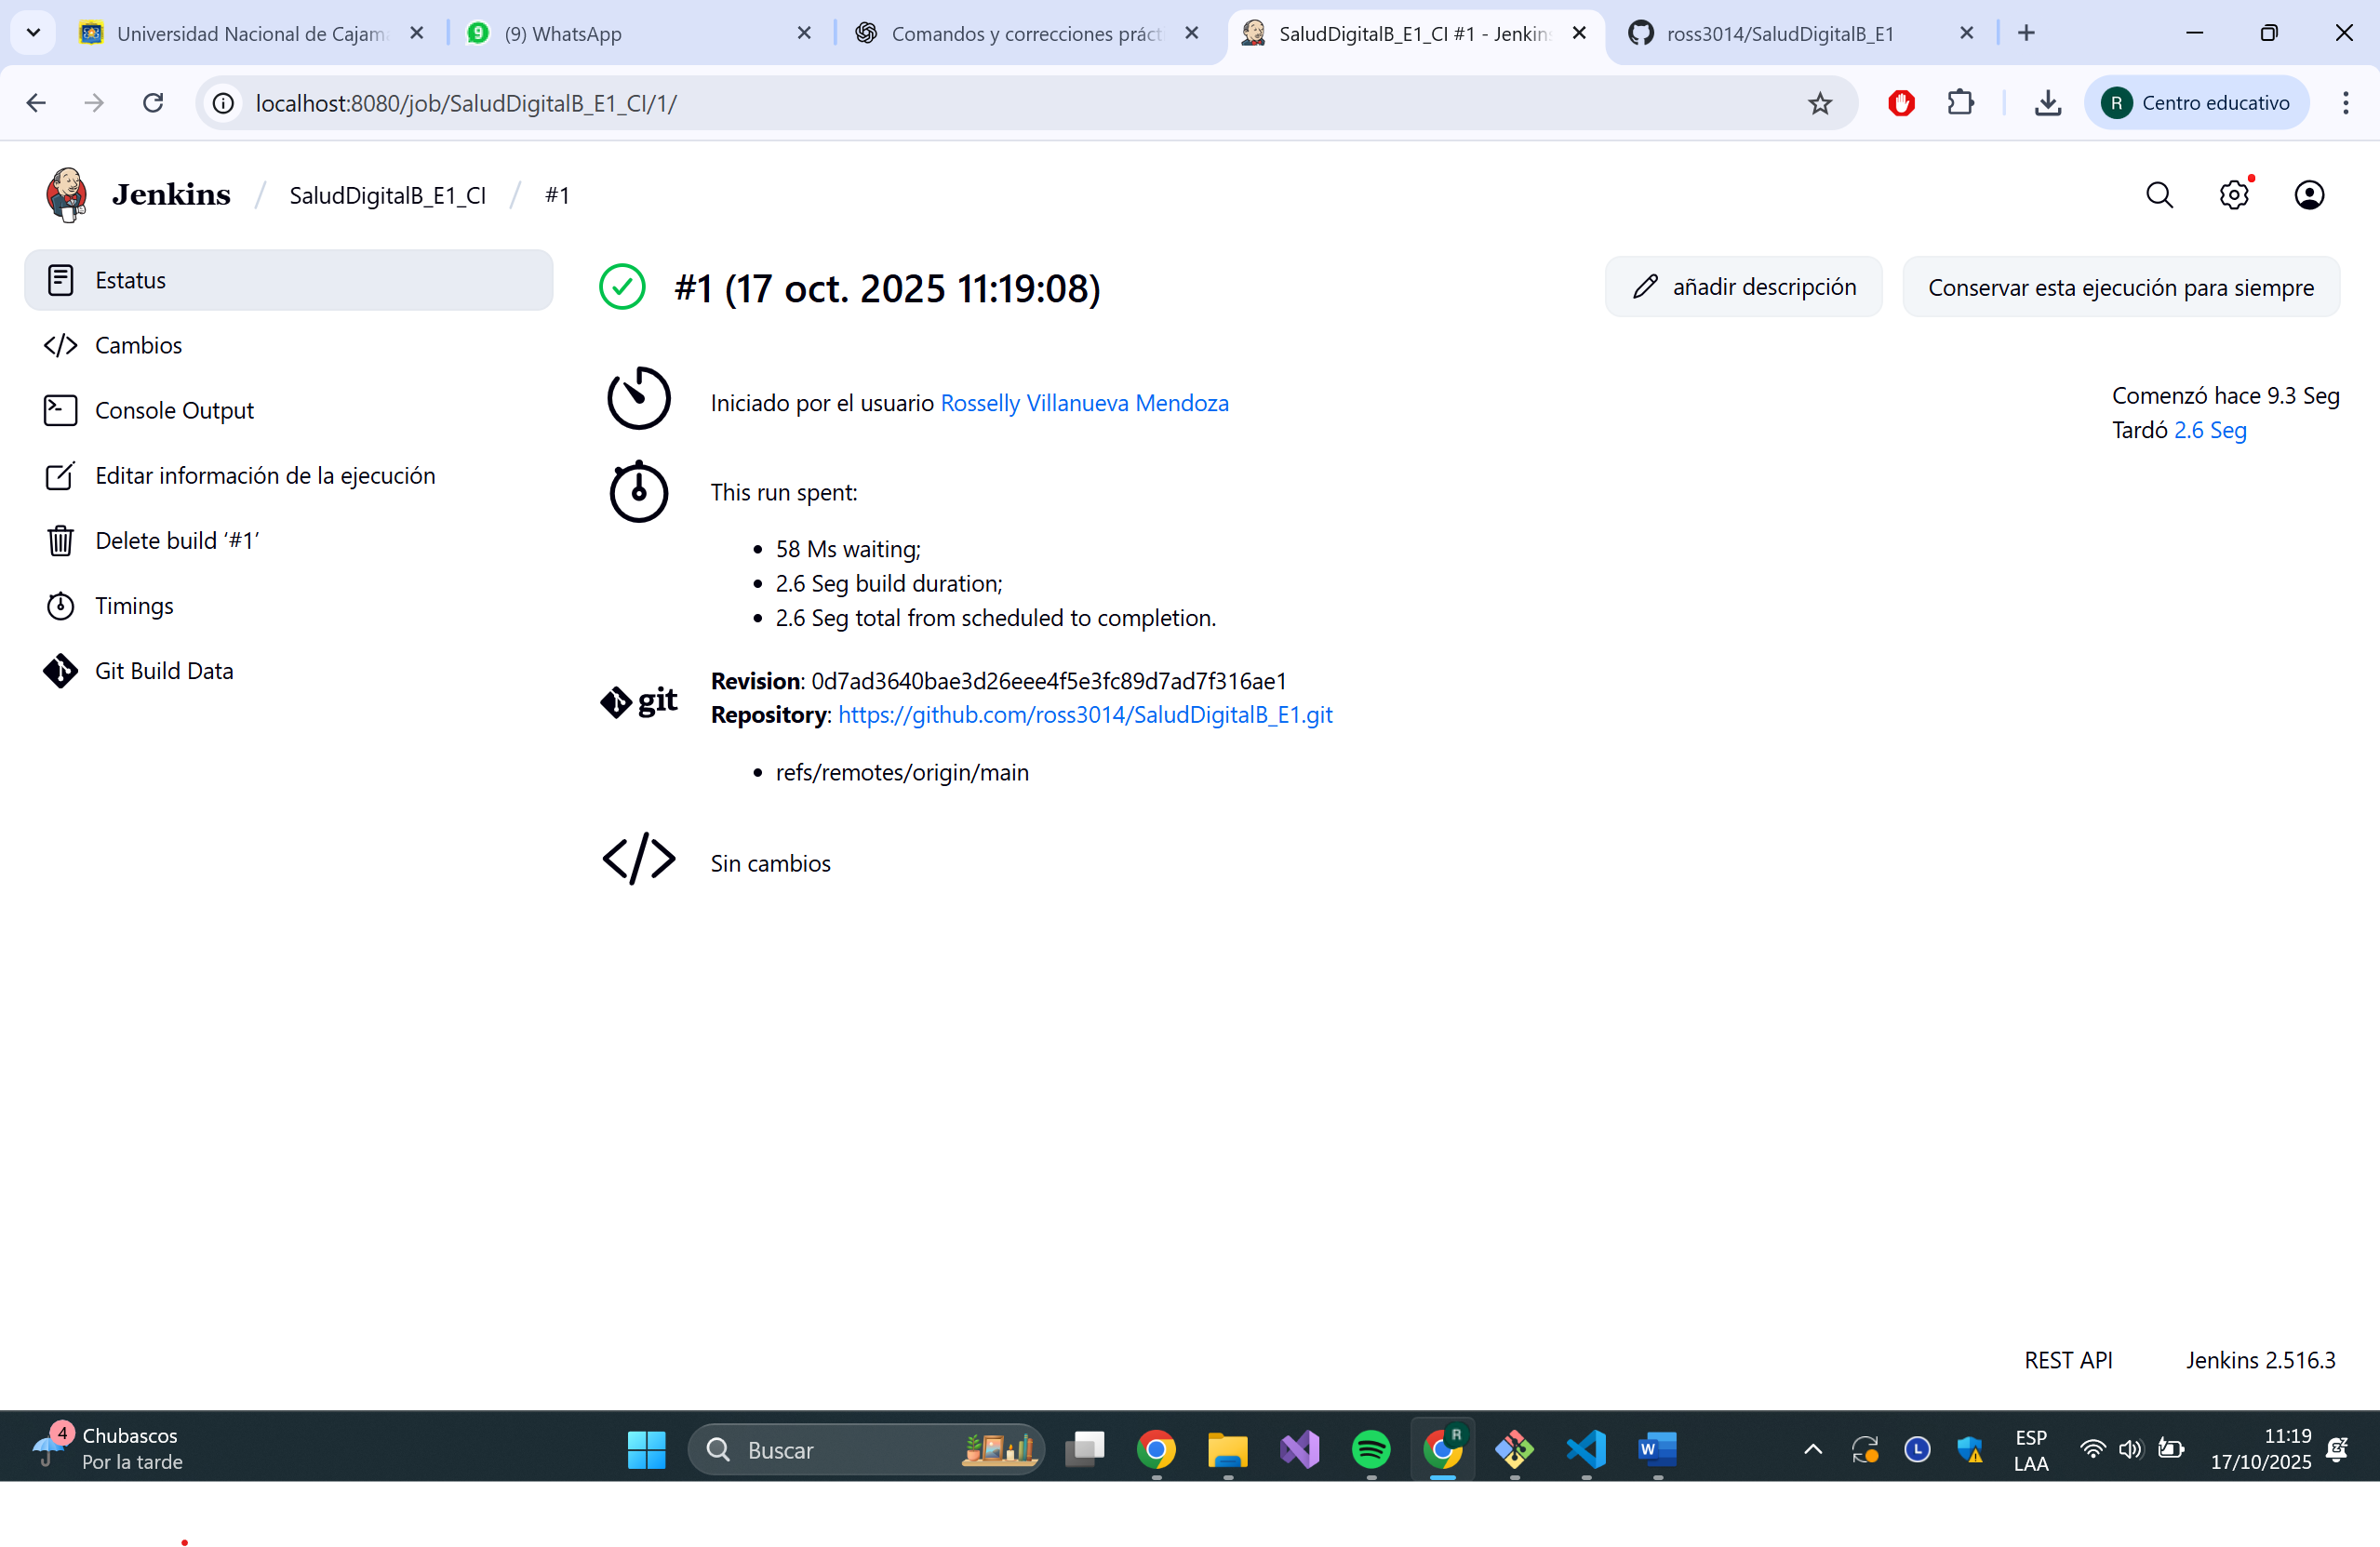 Universidad Nacional de Cajam
(9) WhatsApp
Comandos y correcciones práct
SaludDigitalB_E1_CI #1 - Jenkins
ross3014/SaludDigitalB_E1
localhost:8080/job/SaludDigitalB_E1_CI/1/
R Centro educativo
Jenkins / SaludDigitalB_E1_CI / #1
Estatus
Cambios
Console Output
Editar información de la ejecución
Delete build ‘#1’
Timings
Git Build Data
#1 (17 oct. 2025 11:19:08)
añadir descripción
Conservar esta ejecución para siempre
Iniciado por el usuario Rosselly Villanueva Mendoza
Comenzó hace 9.3 Seg
Tardó 2.6 Seg
This run spent:
• 58 Ms waiting;
• 2.6 Seg build duration;
• 2.6 Seg total from scheduled to completion.
git
Revision: 0d7ad3640bae3d26eee4f5e3fc89d7ad7f316ae1
Repository: https://github.com/ross3014/SaludDigitalB_E1.git
• refs/remotes/origin/main
Sin cambios
REST API
Jenkins 2.516.3
4
Chubascos
Por la tarde
Buscar
R
W
L
ESP
LAA
11:19
17/10/2025